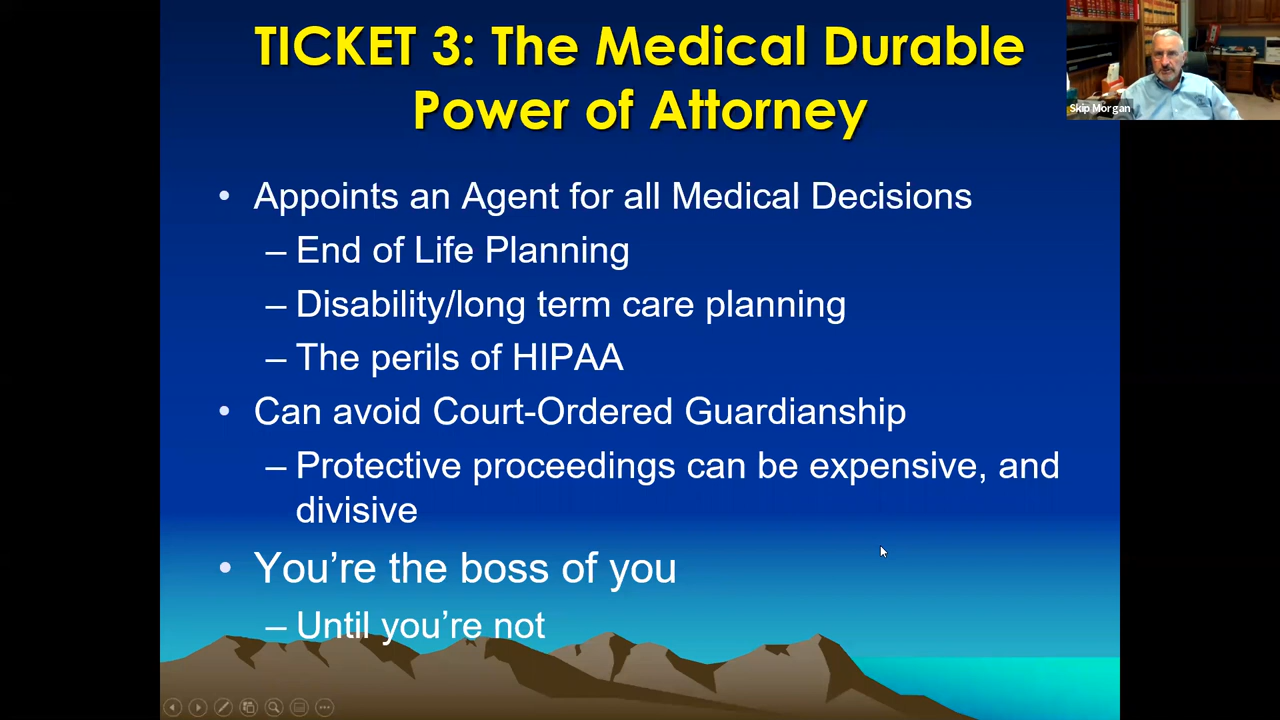 TICKET 3: The Medical Durable
Power of Attorney
Skip Morgan
• Appoints an Agent for all Medical Decisions
– End of Life Planning
– Disability/long term care planning
– The perils of HIPAA
• Can avoid Court-Ordered Guardianship
– Protective proceedings can be expensive, and
divisive
• You’re the boss of you
– Until you’re not